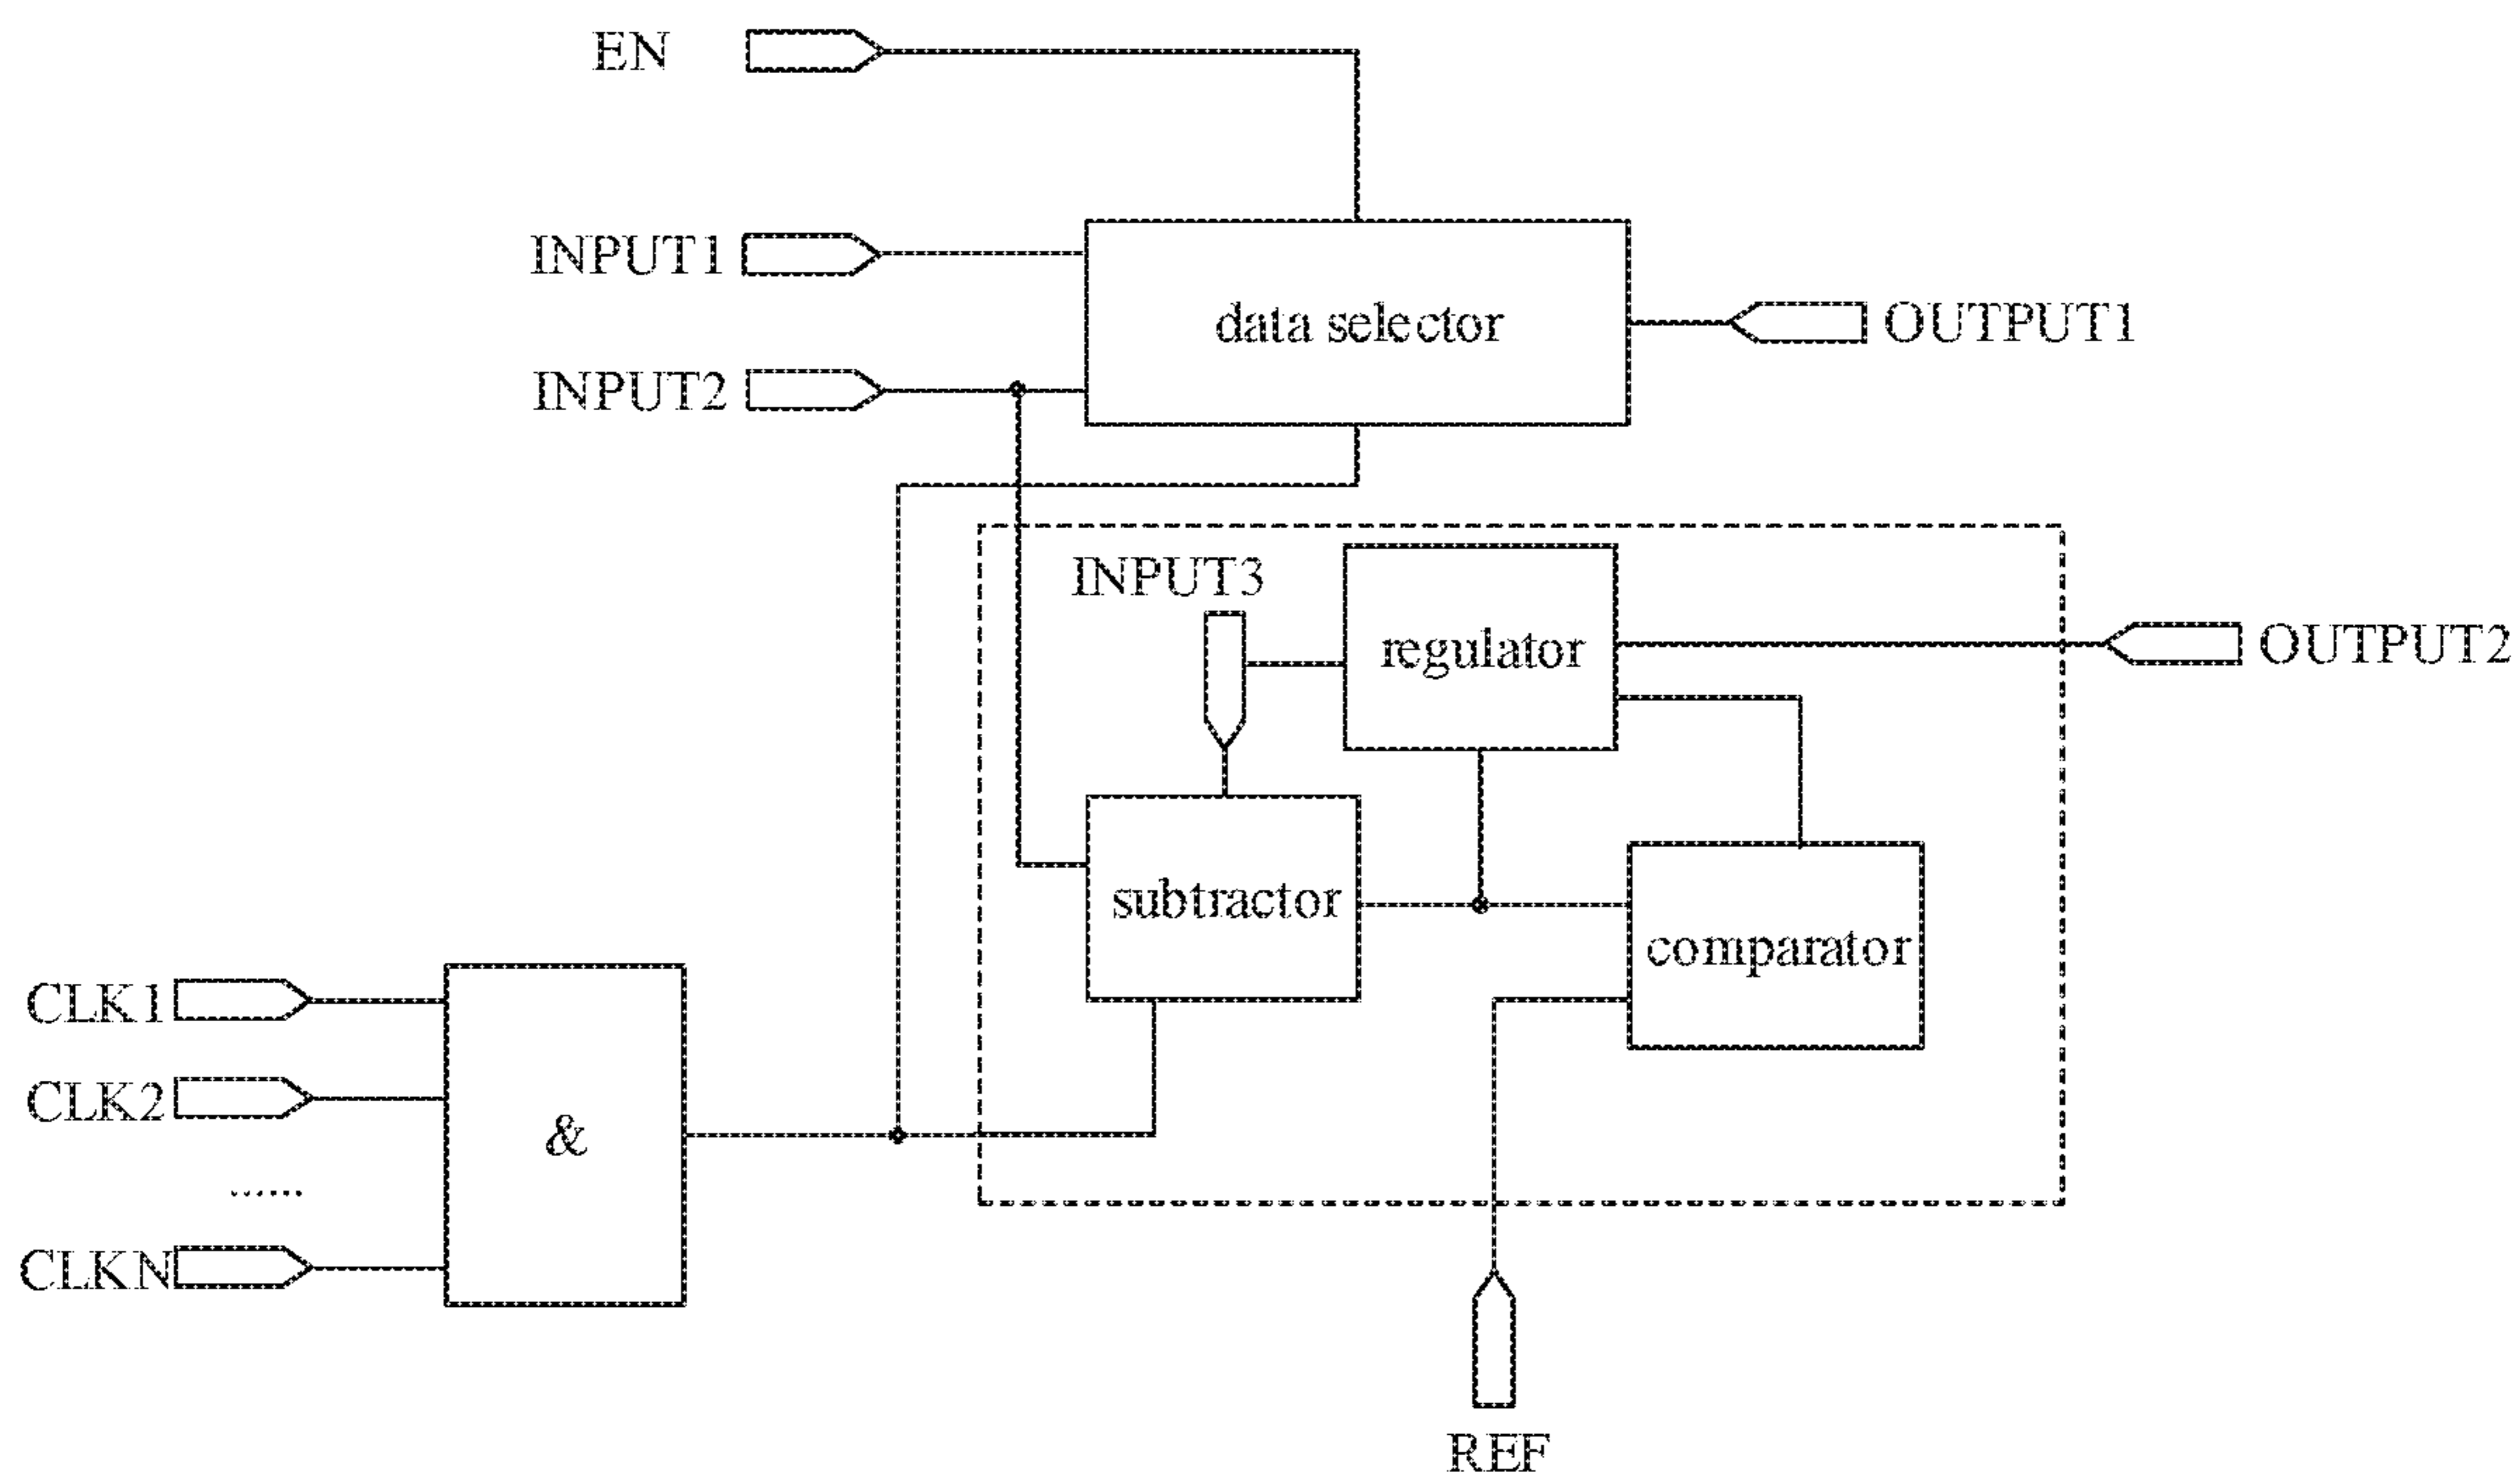 EN
INPUT1
data selector
OUTPUT1
INPUT2
INPUT3
regulator
OUTPUT2
subtractor
comparator
CLK1
CLK2
&
......
CLKN
REF